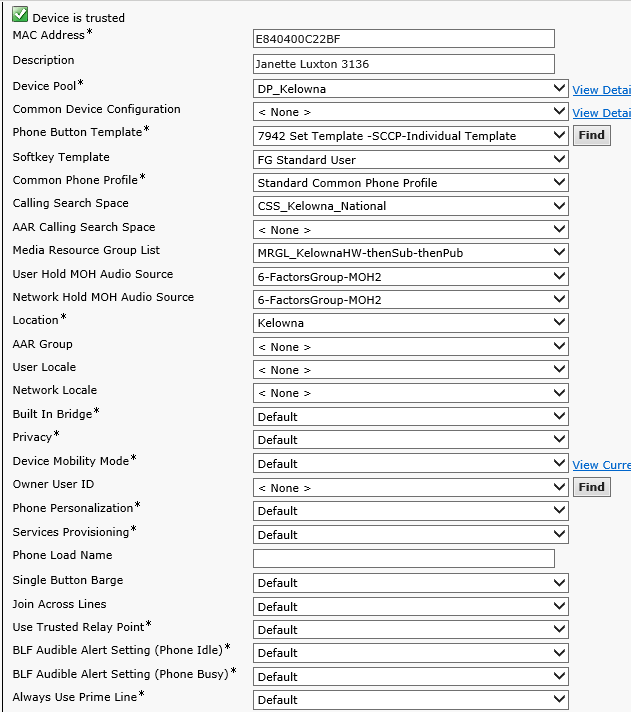 Device is trusted
MAC Address* E840400C22BF
Description Janette Luxton 3136
Device Pool* DP_Kelowna View Detai
Common Device Configuration < None > View Detai
Phone Button Template* 7942 Set Template -SCCP-Individual Template Find
Softkey Template FG Standard User
Common Phone Profile* Standard Common Phone Profile
Calling Search Space CSS_Kelowna_National
AAR Calling Search Space < None >
Media Resource Group List MRGL_KelownaHW-thenSub-thenPub
User Hold MOH Audio Source 6-FactorsGroup-MOH2
Network Hold MOH Audio Source 6-FactorsGroup-MOH2
Location* Kelowna
AAR Group < None >
User Locale < None >
Network Locale < None >
Built In Bridge* Default
Privacy* Default
Device Mobility Mode* Default View Curre
Owner User ID < None > Find
Phone Personalization* Default
Services Provisioning* Default
Phone Load Name
Single Button Barge Default
Join Across Lines Default
Use Trusted Relay Point* Default
BLF Audible Alert Setting (Phone Idle)* Default
BLF Audible Alert Setting (Phone Busy)* Default
Always Use Prime Line* Default